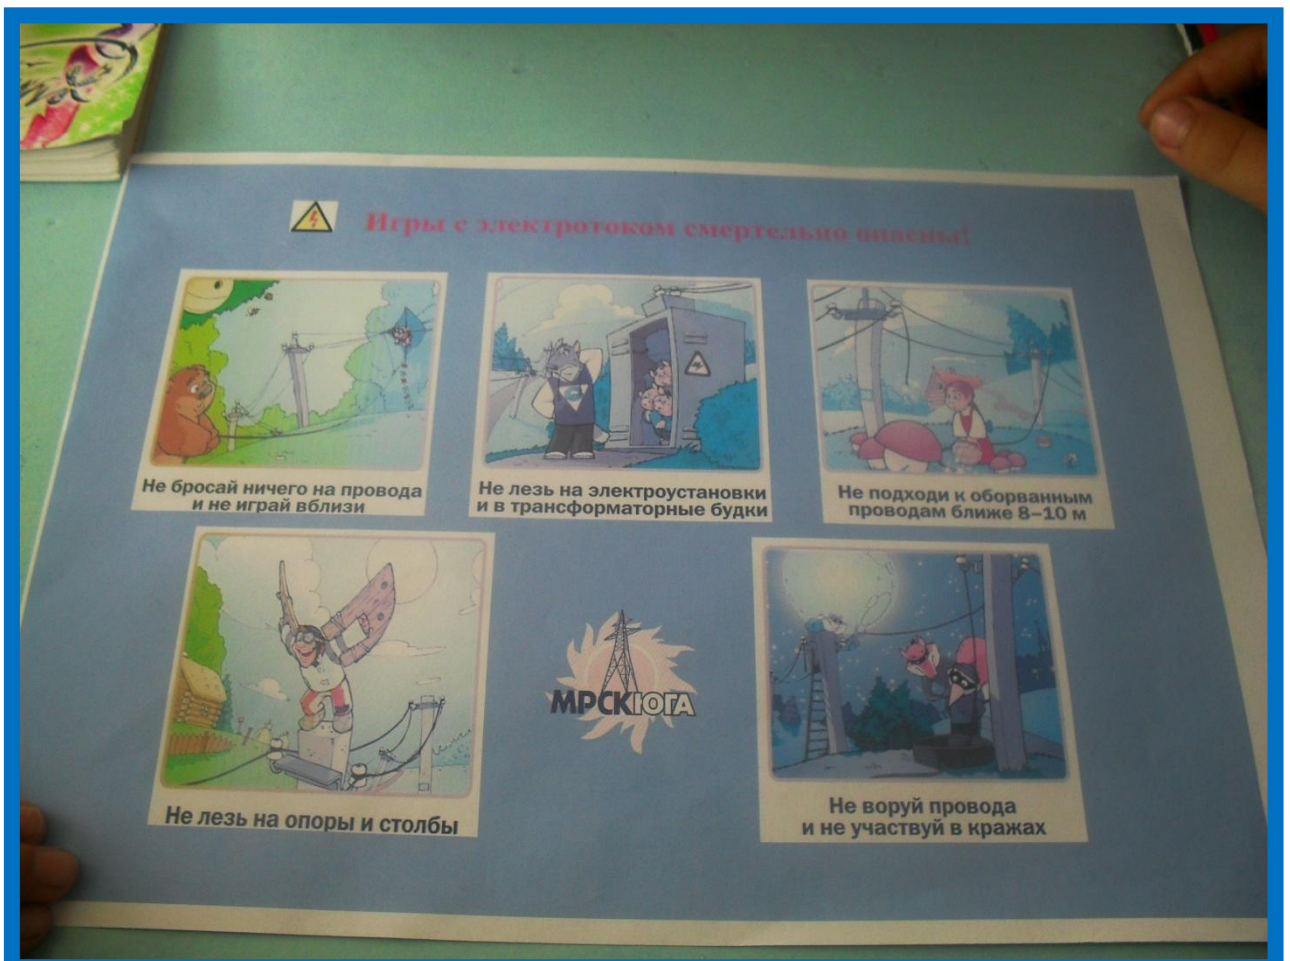 Игры с электротоком смертельно опасны!
Не бросай ничего на провода
и не играй вблизи
Не лезь на электроустановки
и в трансформаторные будки
Не подходи к оборванным
проводам ближе 8–10 м
Не лезь на опоры и столбы
МРСК ЮГА
Не воруй провода
и не участвуй в кражах